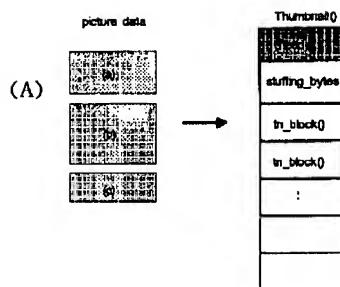 picture data
Thumbnail()
(A)
(a)
stuffing_bytes
(b)
tn_block()
tn_block()
(c)
: